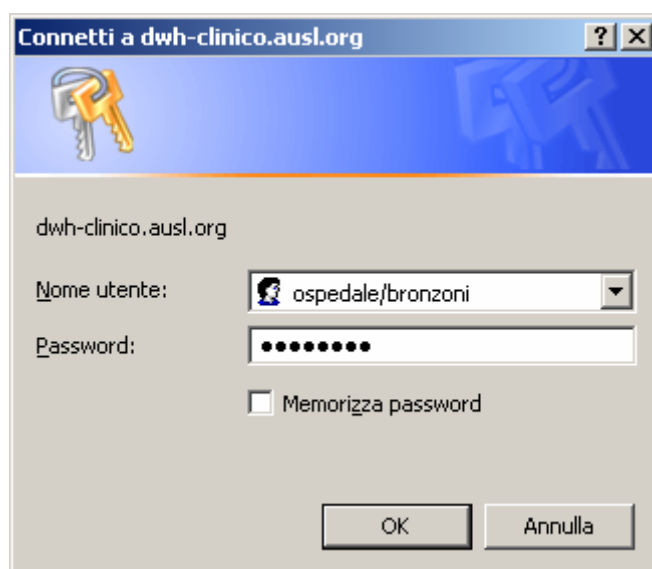 Connetti a dwh-clinico.ausl.org
dwh-clinico.ausl.org
Nome utente: ospedale/bronzoni
Password: ••••••••
Memorizza password
OK Annulla